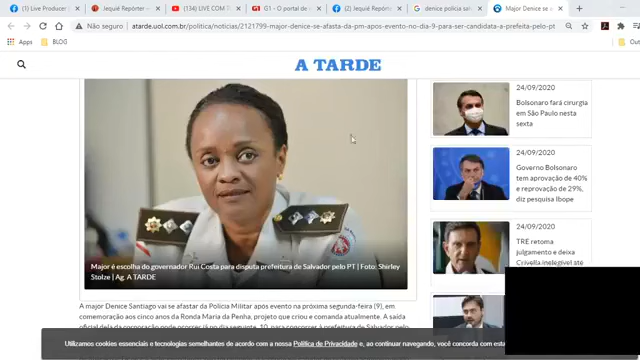 (1) Live Producer
Jequié Repórter
(134) LIVE COM T
G1 - O portal de
(2) Jequié Repórter
denice policia sal
Major Denice se a
Não seguro
atarde.uol.com.br/politica/noticias/2121799-major-denice-se-afasta-da-pm-apos-evento-no-dia-9-para-ser-candidata-a-prefeita-pelo-pt
Apps
BLOG
A TARDE
Major é escolha do governador Rui Costa para disputa prefeitura de Salvador pelo PT | Foto: Shirley
Stolze | Ag. A TARDE
A major Denice Santiago vai se afastar da Polícia Militar após evento na próxima segunda-feira (9), em
comemoração aos cinco anos da Ronda Maria da Penha, projeto que criou e comanda atualmente. A saída
24/09/2020
Bolsonaro fará cirurgia
em São Paulo nesta
sexta
24/09/2020
Governo Bolsonaro
tem aprovação de 40%
e reprovação de 29%,
diz pesquisa Ibope
24/09/2020
TRE retoma
julgamento e deixa
Crivella inelegível até
Utilizamos cookies essenciais e tecnologias semelhantes de acordo com a nossa Política de Privacidade e, ao continuar navegando, você concorda com esta